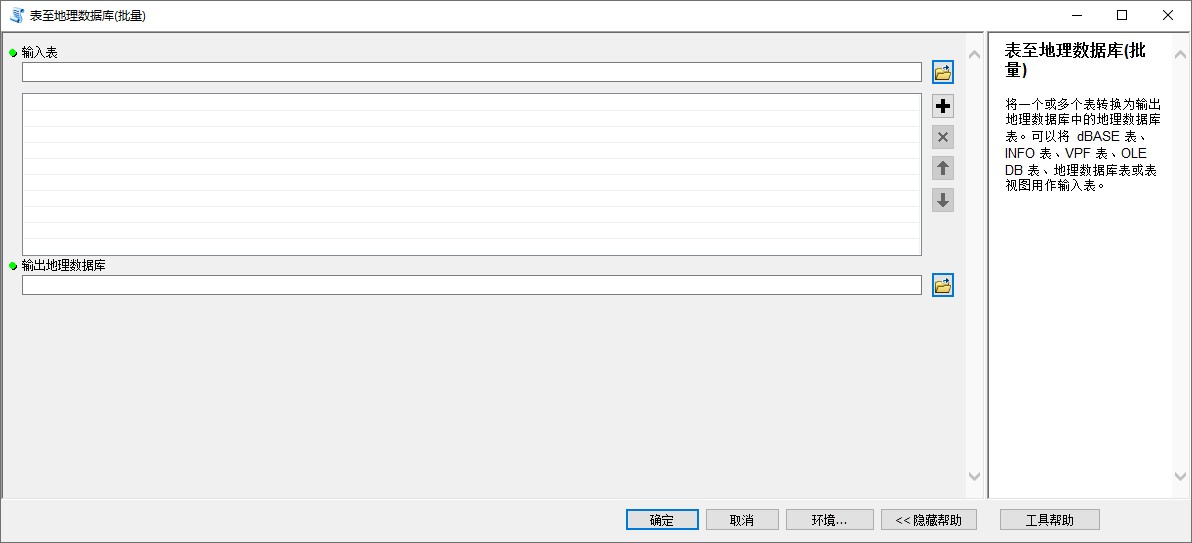 表至地理数据库(批量)
输入表
输出地理数据库
表至地理数据库(批
量)
将一个或多个表转换为输出
地理数据库中的地理数据库
表。可以将 dBASE 表、
INFO 表、VPF 表、OLE
DB 表、地理数据库表或表
视图用作输入表。
确定
取消
环境...
<< 隐藏帮助
工具帮助